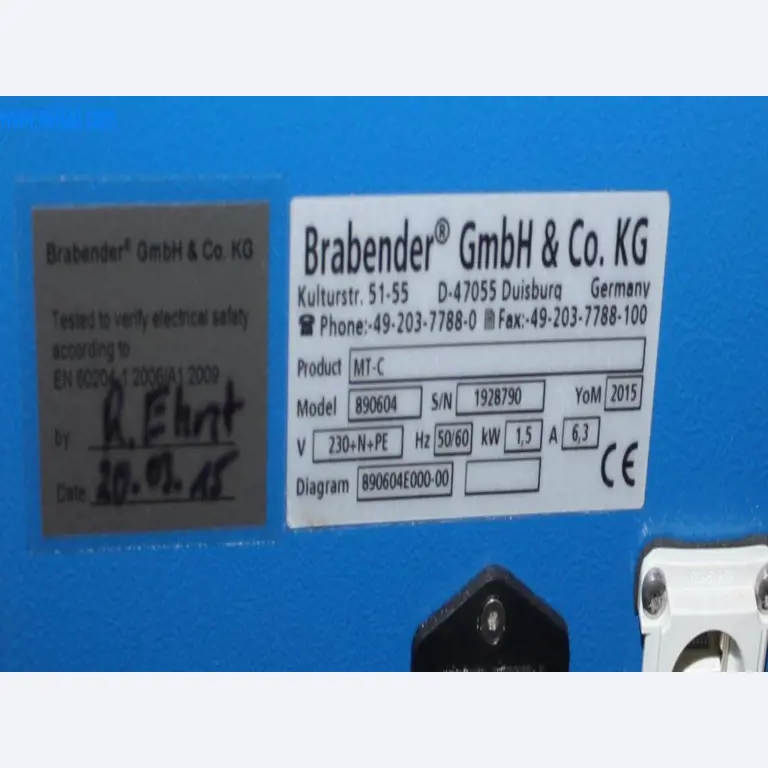 Brabender® GmbH & Co. KG
Tested to verify electrical safety
according to
EN 60204-1:2006/A1:2009
by R. Ehrat
Date 20.03.15
Brabender® GmbH & Co. KG
Kulturstr. 51-55 D-47055 Duisburg Germany
☎ Phone:-49-203-7788-0 Fax:-49-203-7788-100
Product MT-C
Model 890604 S/N 1928790 YoM 2015
V 230+N+PE Hz 50/60 kW 1,5 A 6,3
Diagram 890604E000-00
CE